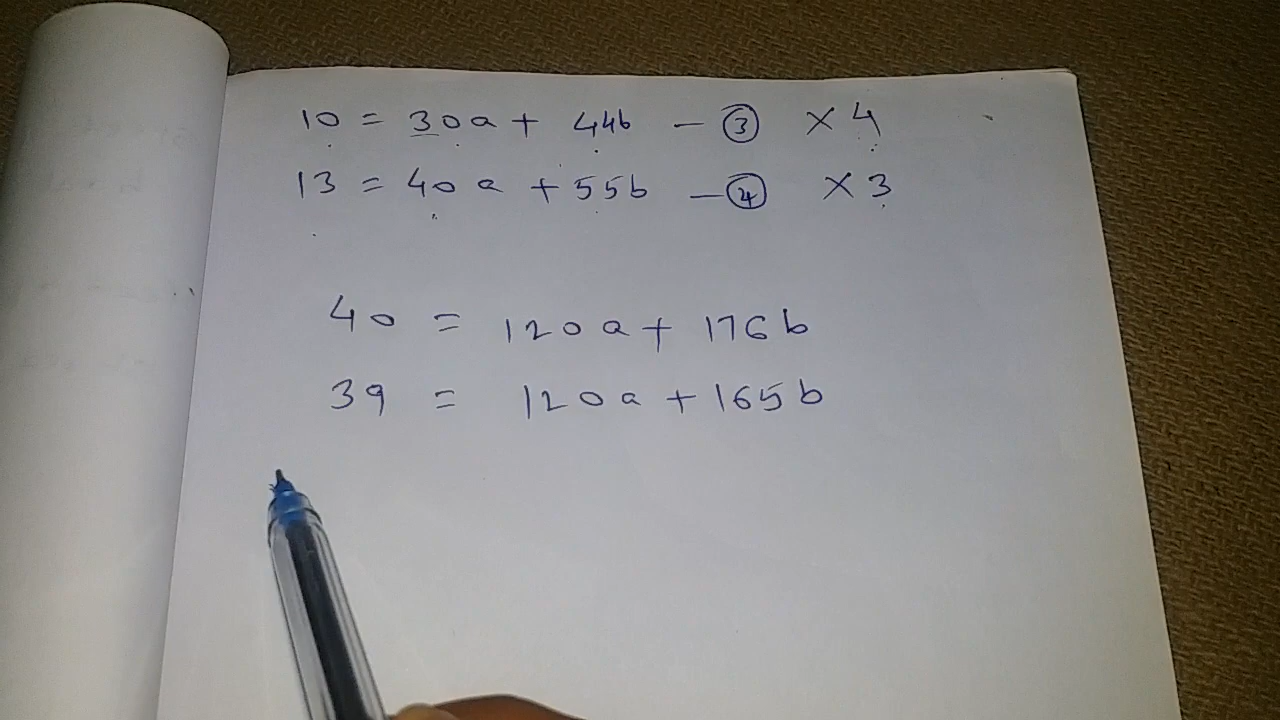 10 = 30a + 44b - ③ × 4
13 = 40a + 55b - ④ × 3
40 = 120a + 176b
39 = 120a + 165b